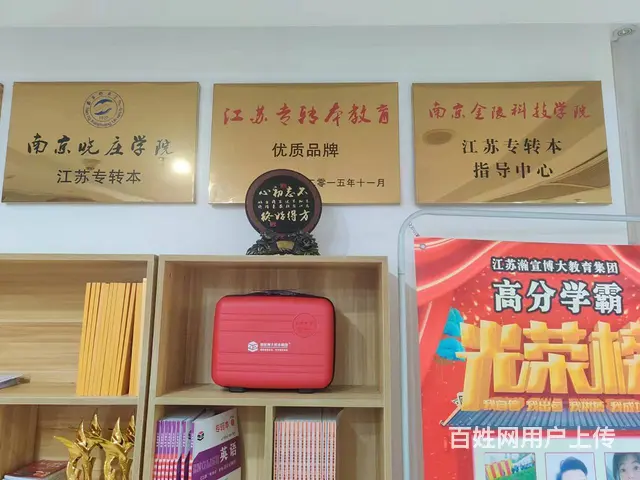 南京晓庄学院
江苏专转本
江苏专转本教育
优质品牌
二零一五年十一月
南京金陵科技学院
江苏专转本
指导中心
不忘初心
方得始终
江苏瀚宣博大教育集团
高分学霸
光荣榜
专转本
英语
百姓网用户上传